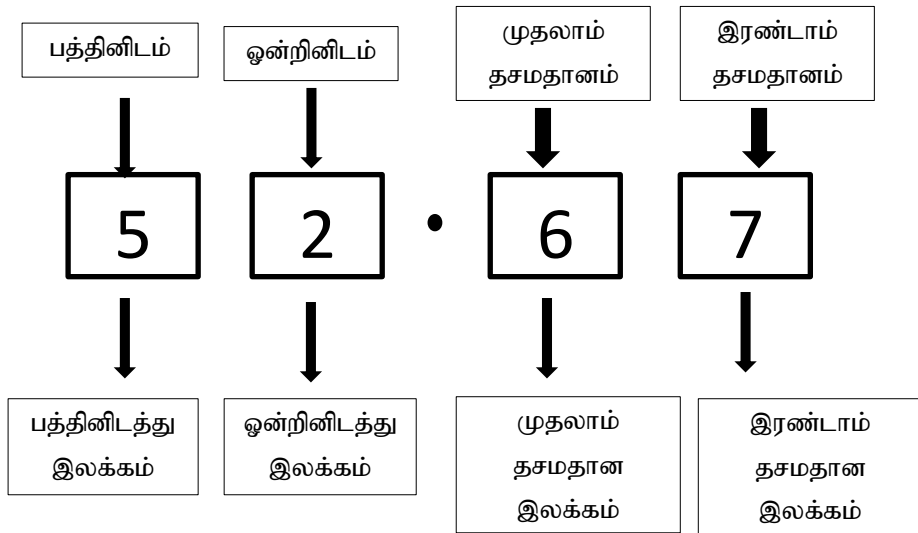 பத்தினிடம்
ஒன்றினிடம்
முதலாம்
தசமதானம்
இரண்டாம்
தசமதானம்
5 2 . 6 7
பத்தினிடத்து
இலக்கம்
ஒன்றினிடத்து
இலக்கம்
முதலாம்
தசமதான
இலக்கம்
இரண்டாம்
தசமதான
இலக்கம்